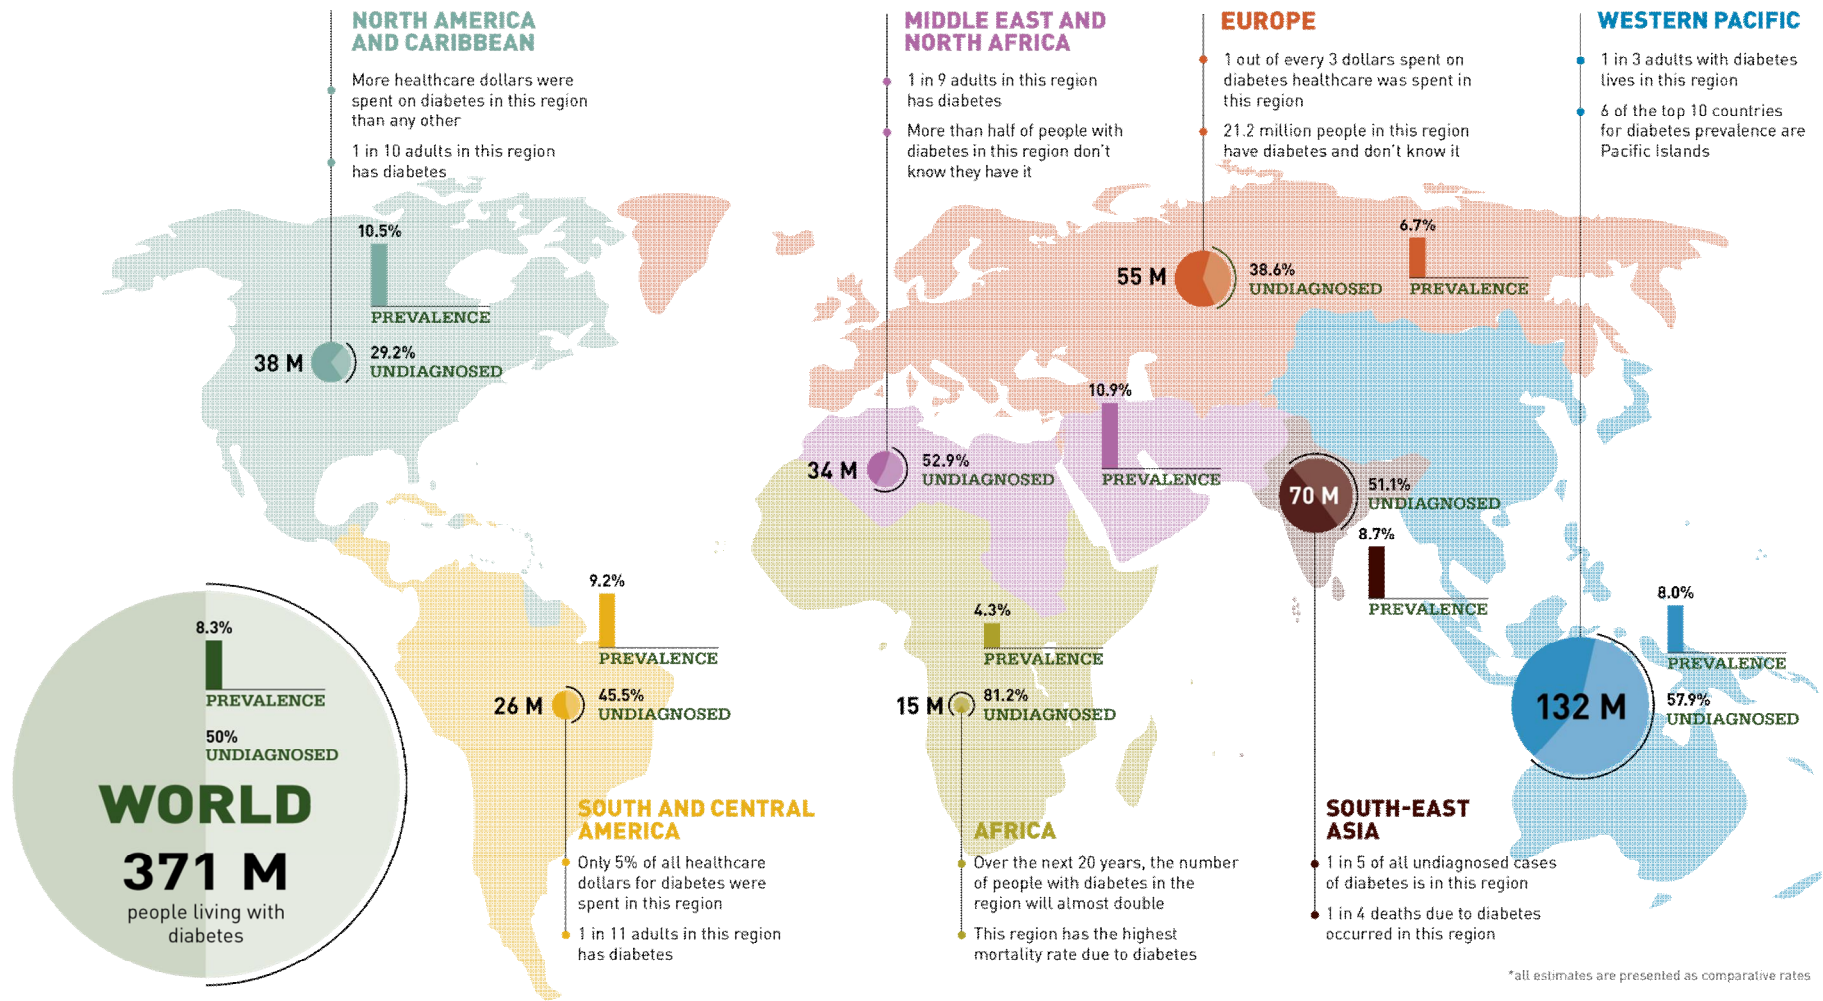 NORTH AMERICA
AND CARIBBEAN
More healthcare dollars were
spent on diabetes in this region
than any other
1 in 10 adults in this region
has diabetes
10.5%
PREVALENCE
38 M
29.2%
UNDIAGNOSED
MIDDLE EAST AND
NORTH AFRICA
1 in 9 adults in this region
has diabetes
More than half of people with
diabetes in this region don't
know they have it
34 M
52.9%
UNDIAGNOSED
10.9%
PREVALENCE
EUROPE
1 out of every 3 dollars spent on
diabetes healthcare was spent in
this region
21.2 million people in this region
have diabetes and don't know it
55 M
38.6%
UNDIAGNOSED
6.7%
PREVALENCE
WESTERN PACIFIC
1 in 3 adults with diabetes
lives in this region
6 of the top 10 countries
for diabetes prevalence are
Pacific Islands
8.0%
PREVALENCE
132 M
57.9%
UNDIAGNOSED
70 M
51.1%
UNDIAGNOSED
8.7%
PREVALENCE
SOUTH-EAST
ASIA
1 in 5 of all undiagnosed cases
of diabetes is in this region
1 in 4 deaths due to diabetes
occurred in this region
4.3%
PREVALENCE
15 M
81.2%
UNDIAGNOSED
AFRICA
Over the next 20 years, the number
of people with diabetes in the
region will almost double
This region has the highest
mortality rate due to diabetes
9.2%
PREVALENCE
26 M
45.5%
UNDIAGNOSED
SOUTH AND CENTRAL
AMERICA
Only 5% of all healthcare
dollars for diabetes were
spent in this region
1 in 11 adults in this region
has diabetes
8.3%
PREVALENCE
50%
UNDIAGNOSED
WORLD
371 M
people living with
diabetes
*all estimates are presented as comparative rates